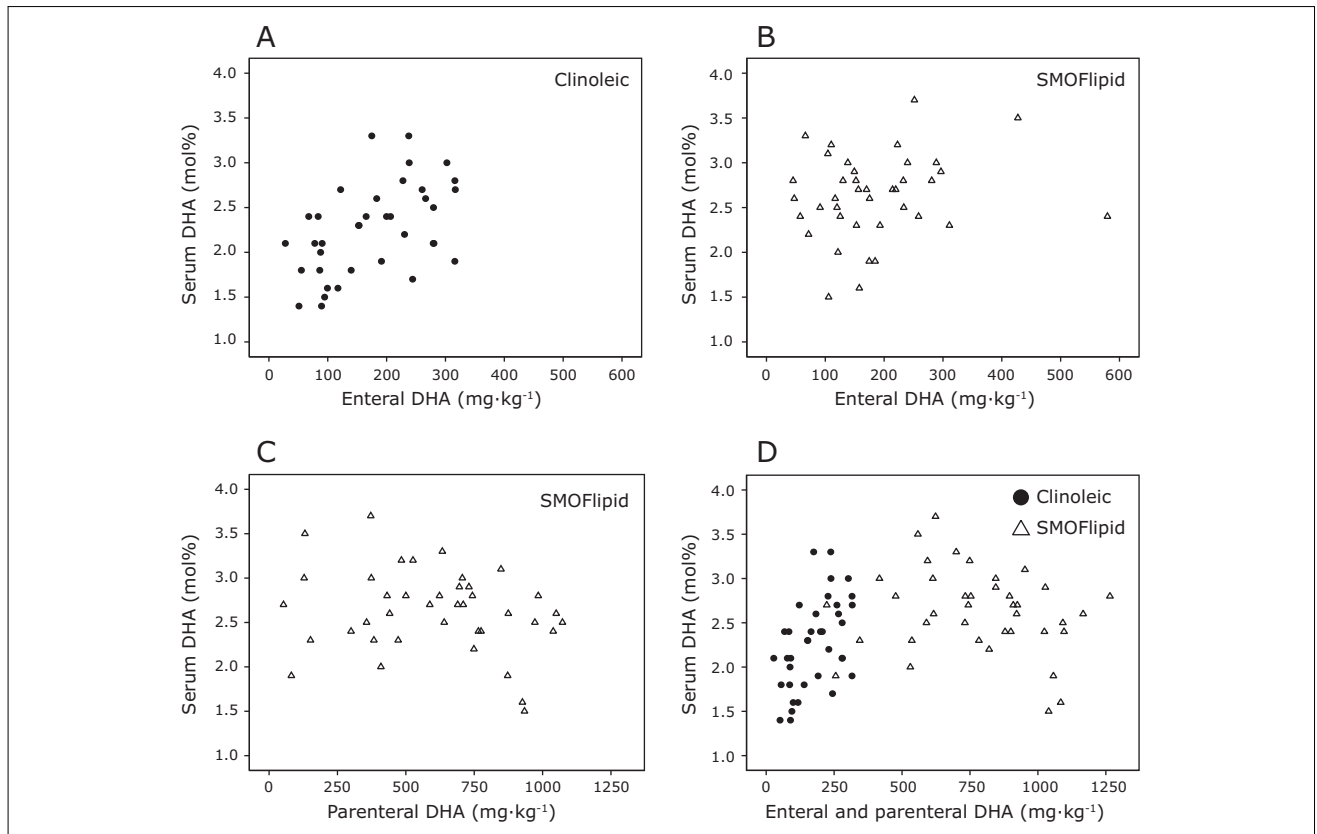 A
Clinoleic
4.0
3.5
3.0
2.5
2.0
1.5
1.0
Serum DHA (mol%)
0 100 200 300 400 500 600
Enteral DHA (mg·kg⁻¹)
B
SMOFlipid
4.0
3.5
3.0
2.5
2.0
1.5
1.0
Serum DHA (mol%)
0 100 200 300 400 500 600
Enteral DHA (mg·kg⁻¹)
C
SMOFlipid
4.0
3.5
3.0
2.5
2.0
1.5
1.0
Serum DHA (mol%)
0 250 500 750 1000 1250
Parenteral DHA (mg·kg⁻¹)
D
Clinoleic
SMOFlipid
4.0
3.5
3.0
2.5
2.0
1.5
1.0
Serum DHA (mol%)
0 250 500 750 1000 1250
Enteral and parenteral DHA (mg·kg⁻¹)